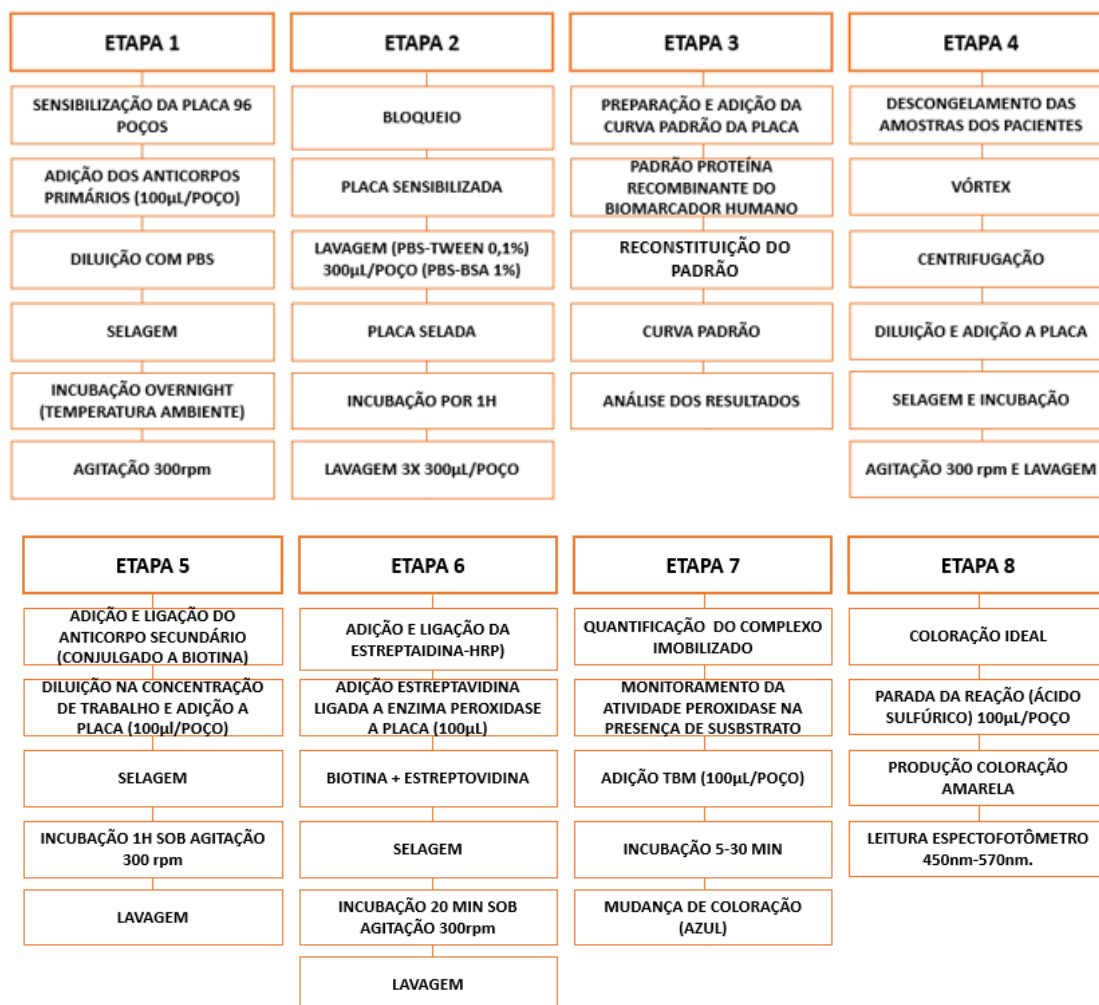 ETAPA 1
SENSIBILIZAÇÃO DA PLACA 96
POÇOS
ADIÇÃO DOS ANTICORPOS
PRIMÁRIOS (100µL/POÇO)
DILUIÇÃO COM PBS
SELAGEM
INCUBAÇÃO OVERNIGHT
(TEMPERATURA AMBIENTE)
AGITAÇÃO 300rpm
ETAPA 2
BLOQUEIO
PLACA SENSIBILIZADA
LAVAGEM (PBS-TWEEN 0,1%)
300µL/POÇO (PBS-BSA 1%)
PLACA SELADA
INCUBAÇÃO POR 1H
LAVAGEM 3X 300µL/POÇO
ETAPA 3
PREPARAÇÃO E ADIÇÃO DA
CURVA PADRÃO DA PLACA
PADRÃO PROTEÍNA
RECOMBINANTE DO
BIOMARCADOR HUMANO
RECONSTITUIÇÃO DO
PADRÃO
CURVA PADRÃO
ANÁLISE DOS RESULTADOS
ETAPA 4
DESCONGELAMENTO DAS
AMOSTRAS DOS PACIENTES
VÓRTEX
CENTRIFUGAÇÃO
DILUIÇÃO E ADIÇÃO A PLACA
SELAGEM E INCUBAÇÃO
AGITAÇÃO 300 rpm E LAVAGEM
ETAPA 5
ADIÇÃO E LIGAÇÃO DO
ANTICORPO SECUNDÁRIO
(CONJULGADO A BIOTINA)
DILUIÇÃO NA CONCENTRAÇÃO
DE TRABALHO E ADIÇÃO A
PLACA (100µl/POÇO)
SELAGEM
INCUBAÇÃO 1H SOB AGITAÇÃO
300 rpm
LAVAGEM
ETAPA 6
ADIÇÃO E LIGAÇÃO DA
ESTREPTAIDINA-HRP)
ADIÇÃO ESTREPTAVIDINA
LIGADA A ENZIMA PEROXIDASE
A PLACA (100µL)
BIOTINA + ESTREPTOVIDINA
SELAGEM
INCUBAÇÃO 20 MIN SOB
AGITAÇÃO 300rpm
LAVAGEM
ETAPA 7
QUANTIFICAÇÃO DO COMPLEXO
IMOBILIZADO
MONITORAMENTO DA
ATIVIDADE PEROXIDASE NA
PRESENÇA DE SUSBSTRATO
ADIÇÃO TBM (100µL/POÇO)
INCUBAÇÃO 5-30 MIN
MUDANÇA DE COLORAÇÃO
(AZUL)
ETAPA 8
COLORAÇÃO IDEAL
PARADA DA REAÇÃO (ÁCIDO
SULFÚRICO) 100µL/POÇO
PRODUÇÃO COLORAÇÃO
AMARELA
LEITURA ESPECTOFOTÔMETRO
450nm-570nm.